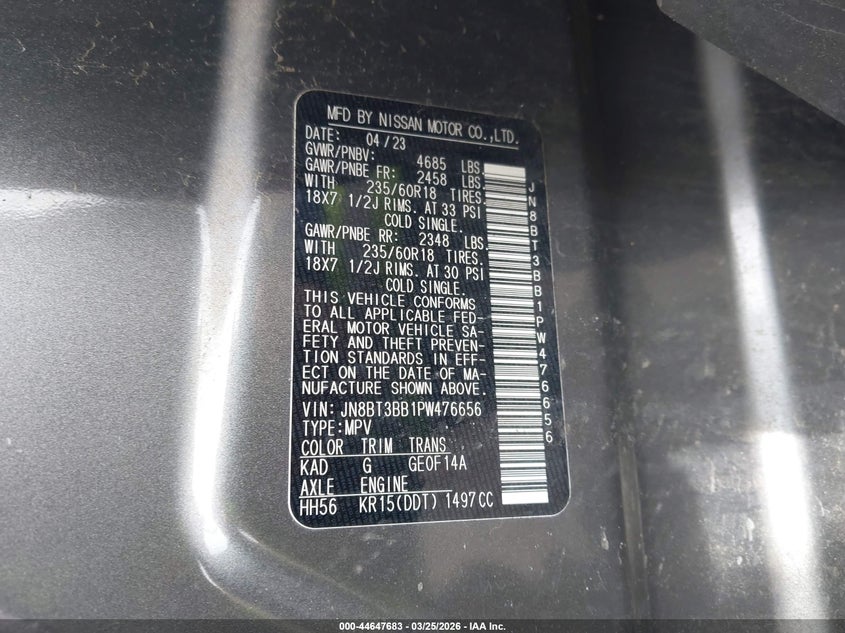 MFD BY NISSAN MOTOR CO.,LTD.
DATE: 04/23
GVWR/PNBV: 4685 LBS.
GAWR/PNBE FR: 2458 LBS.
WITH 235/60R18 TIRES.
18X7 1/2J RIMS. AT 33 PSI
COLD SINGLE.
GAWR/PNBE RR: 2348 LBS.
WITH 235/60R18 TIRES.
18X7 1/2J RIMS. AT 30 PSI
COLD SINGLE.
THIS VEHICLE CONFORMS
TO ALL APPLICABLE FED-
ERAL MOTOR VEHICLE SA-
FETY AND THEFT PREVEN-
TION STANDARDS IN EFF-
ECT ON THE DATE OF MA-
NUFACTURE SHOWN ABOVE.
VIN: JN8BT3BB1PW476656
TYPE:MPV
COLOR TRIM TRANS
KAD G GE0F14A
AXLE ENGINE
HH56 KR15(DDT) 1497CC
JN8BT3BB1PW476656
000-44647683 - 03/25/2026 - IAA Inc.